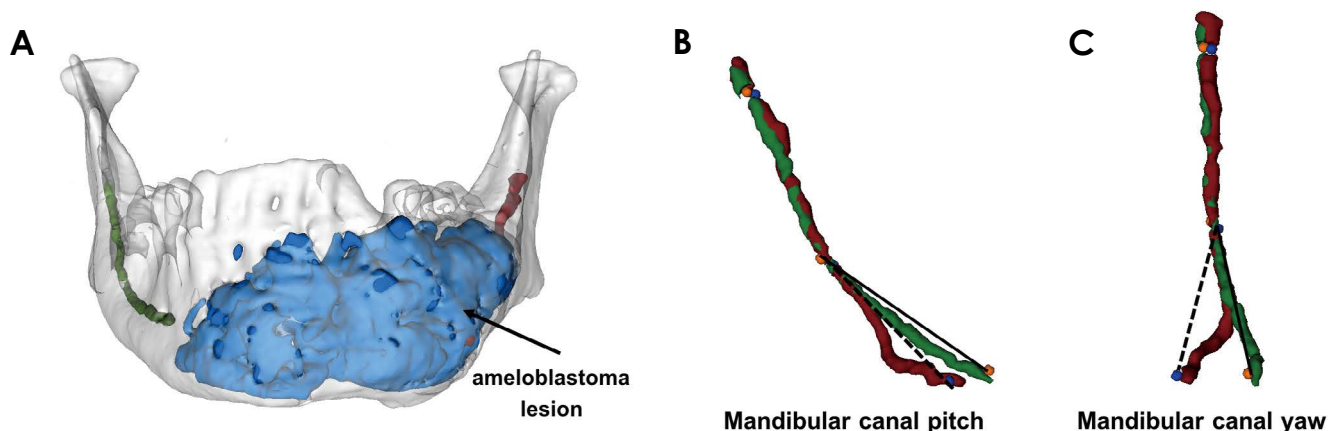 A
B
C
ameloblastoma
lesion
Mandibular canal pitch
Mandibular canal yaw